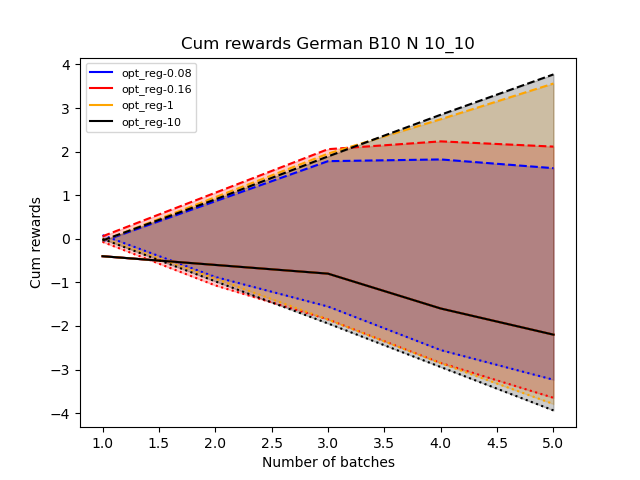 Cum rewards German B10 N 10_10
opt_reg-0.08
opt_reg-0.16
opt_reg-1
opt_reg-10
Cum rewards
4
3
2
1
0
−1
−2
−3
−4
1.0 1.5 2.0 2.5 3.0 3.5 4.0 4.5 5.0
Number of batches